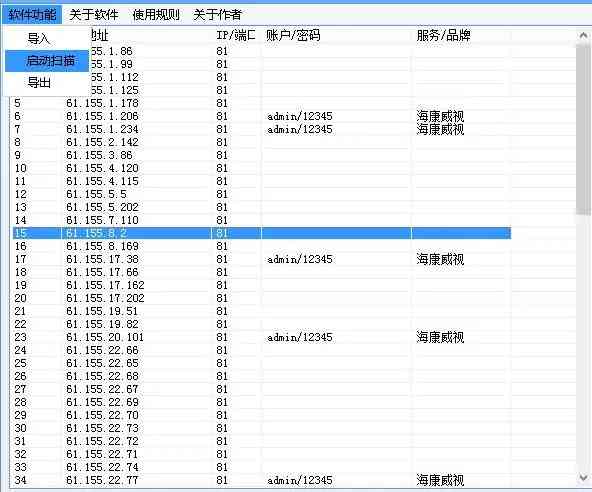 软件功能 关于软件 使用规则 关于作者
地址 IP/端口 账户/密码 服务/品牌
导入
启动扫描
导出
55.1.86 81
55.1.99 81
55.1.112 81
55.1.125 81
5 61.155.1.178 81
6 61.155.1.206 81 admin/12345 海康威视
7 61.155.1.234 81 admin/12345 海康威视
8 61.155.2.142 81
9 61.155.3.86 81
10 61.155.4.120 81
11 61.155.4.115 81
12 61.155.5.5 81
13 61.155.5.202 81
14 61.155.7.110 81
15 61.155.8.2 81
16 61.155.8.169 81
17 61.155.17.38 81 admin/12345 海康威视
18 61.155.17.66 81
19 61.155.17.162 81
20 61.155.17.202 81
21 61.155.19.51 81
22 61.155.19.82 81
23 61.155.20.101 81 admin/12345 海康威视
24 61.155.22.66 81
25 61.155.22.65 81
26 61.155.22.68 81
27 61.155.22.67 81
28 61.155.22.69 81
29 61.155.22.70 81
30 61.155.22.73 81
31 61.155.22.72 81
32 61.155.22.71 81
33 61.155.22.74 81
34 61.155.22.77 81 admin/12345 海康威视